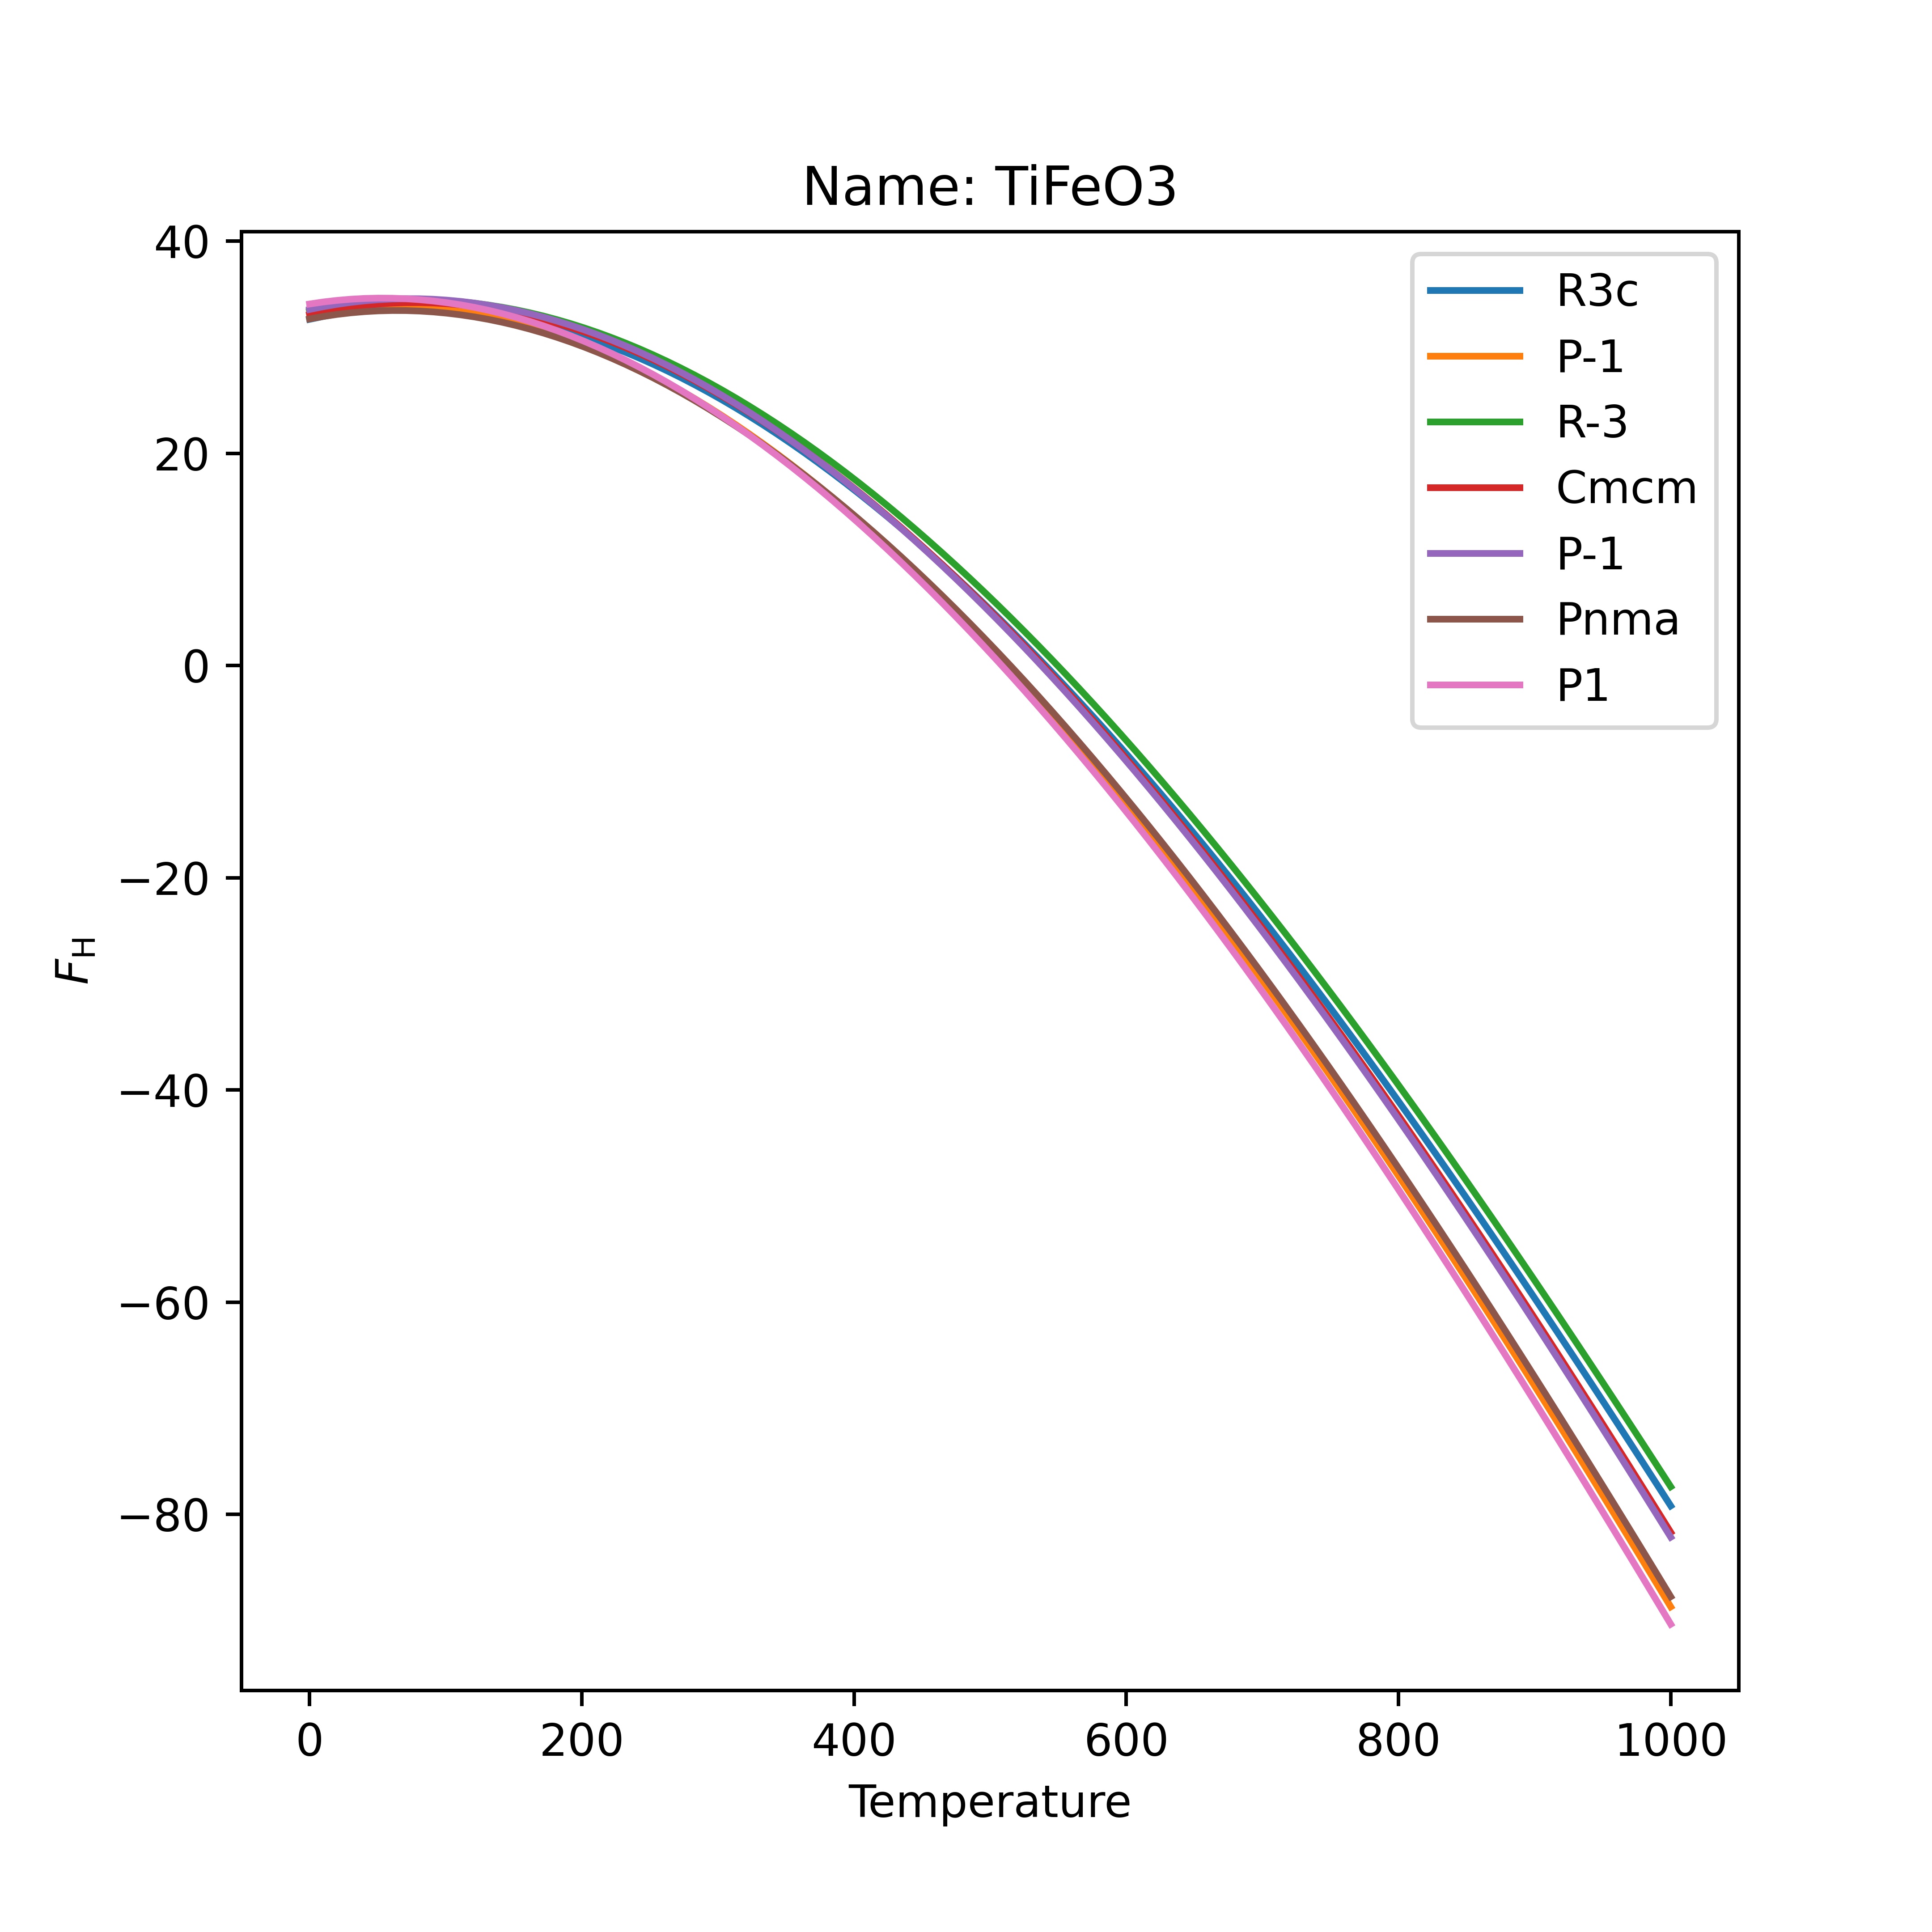 Name: TiFeO3
40
20
0
−20
−40
−60
−80
F_H
R3c
P-1
R-3
Cmcm
P-1
Pnma
P1
0 200 400 600 800 1000
Temperature